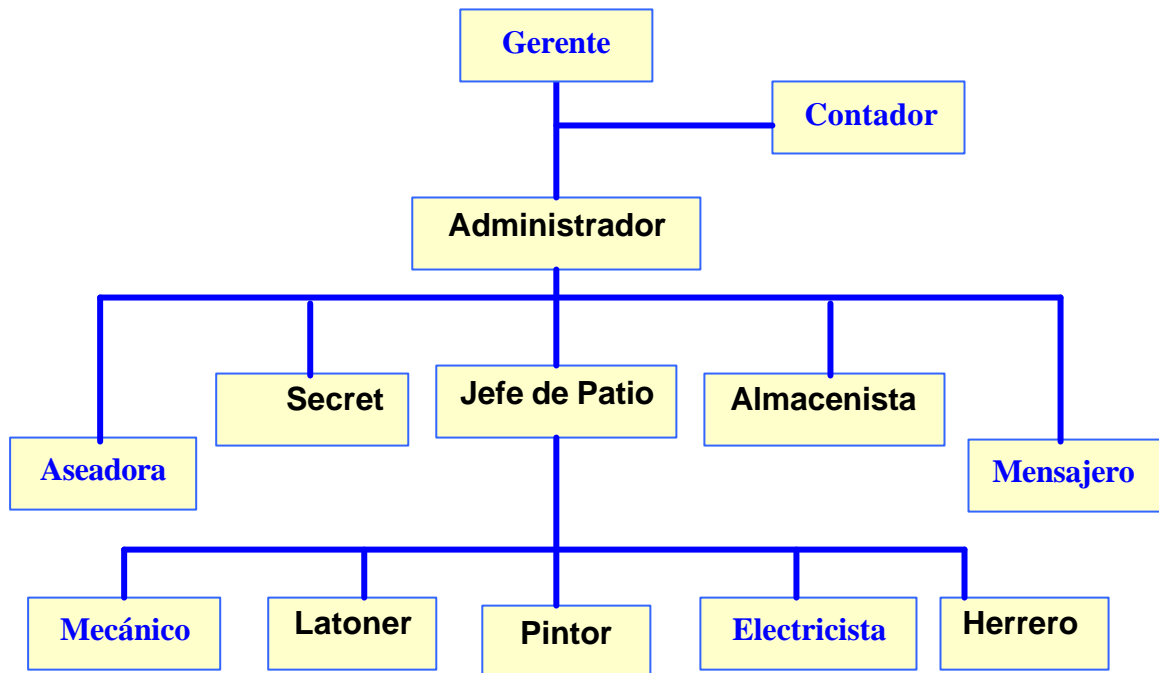 Gerente
Contador
Administrador
Secret
Jefe de Patio
Almacenista
Aseadora
Mensajero
Mecánico
Latoner
Pintor
Electricista
Herrero